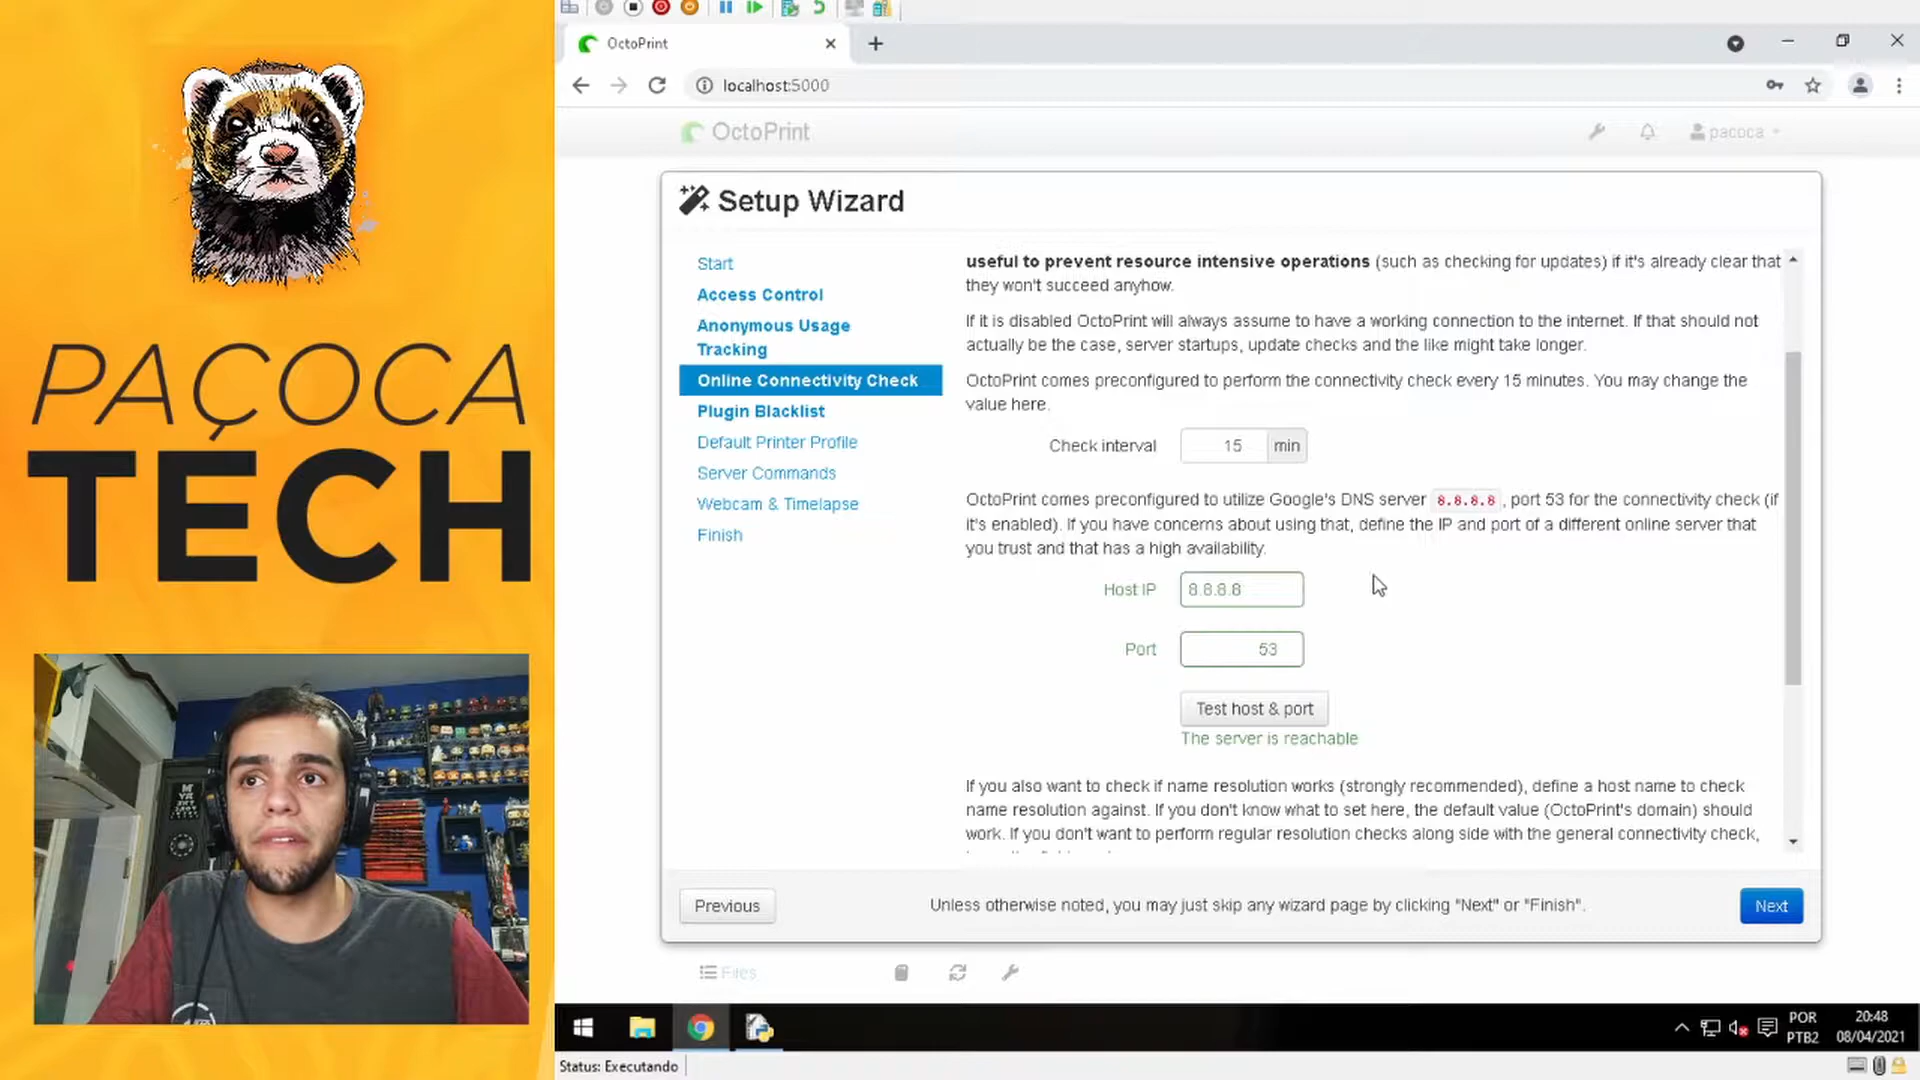 PAÇOCA
TECH
OctoPrint
localhost:5000
OctoPrint
pacoca
Setup Wizard
Start
Access Control
Anonymous Usage
Tracking
Online Connectivity Check
Plugin Blacklist
Default Printer Profile
Server Commands
Webcam & Timelapse
Finish
useful to prevent resource intensive operations (such as checking for updates) if it's already clear that
they won't succeed anyhow.
If it is disabled OctoPrint will always assume to have a working connection to the internet. If that should not
actually be the case, server startups, update checks and the like might take longer.
OctoPrint comes preconfigured to perform the connectivity check every 15 minutes. You may change the
value here.
Check interval 15 min
OctoPrint comes preconfigured to utilize Google's DNS server 8.8.8.8, port 53 for the connectivity check (if
it's enabled). If you have concerns about using that, define the IP and port of a different online server that
you trust and that has a high availability.
Host IP 8.8.8.8
Port 53
Test host & port
The server is reachable
If you also want to check if name resolution works (strongly recommended), define a host name to check
name resolution against. If you don't know what to set here, the default value (OctoPrint's domain) should
work. If you don't want to perform regular resolution checks along side with the general connectivity check,
Previous
Unless otherwise noted, you may just skip any wizard page by clicking "Next" or "Finish".
Next
Files
POR
PTB2
20:48
08/04/2021
Status: Executando